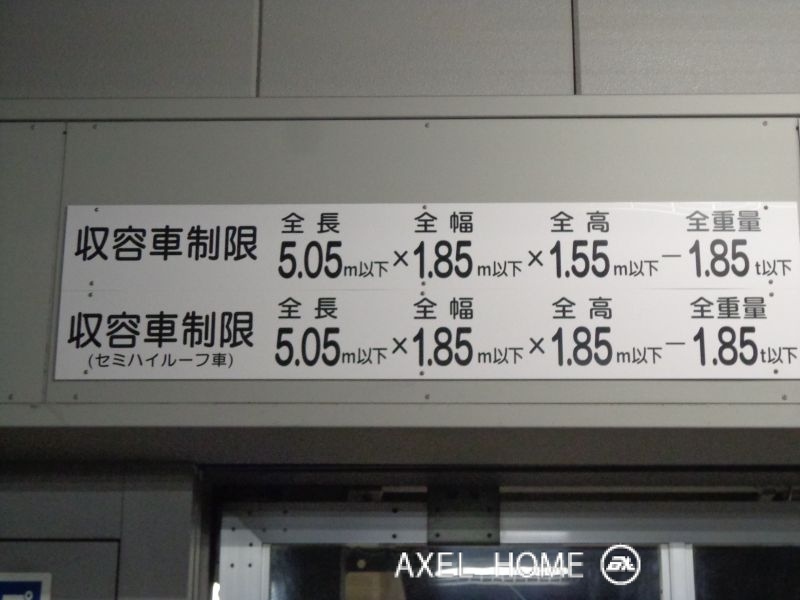 収容車制限 全長 5.05m以下 × 全幅 1.85m以下 × 全高 1.55m以下 − 全重量 1.85t以下
収容車制限 全長 5.05m以下 × 全幅 1.85m以下 × 全高 1.85m以下 − 全重量 1.85t以下
(セミハイルーフ車)
AXEL HOME